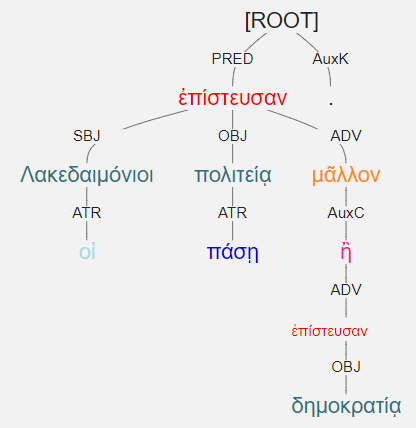 [ROOT]
PRED AuxK
ἐπίστευσαν .
SBJ OBJ ADV
Λακεδαιμόνιοι πολιτείᾳ μᾶλλον
ATR ATR AuxC
οἱ πάσῃ ἢ
ADV
ἐπίστευσαν
OBJ
δημοκρατίᾳ